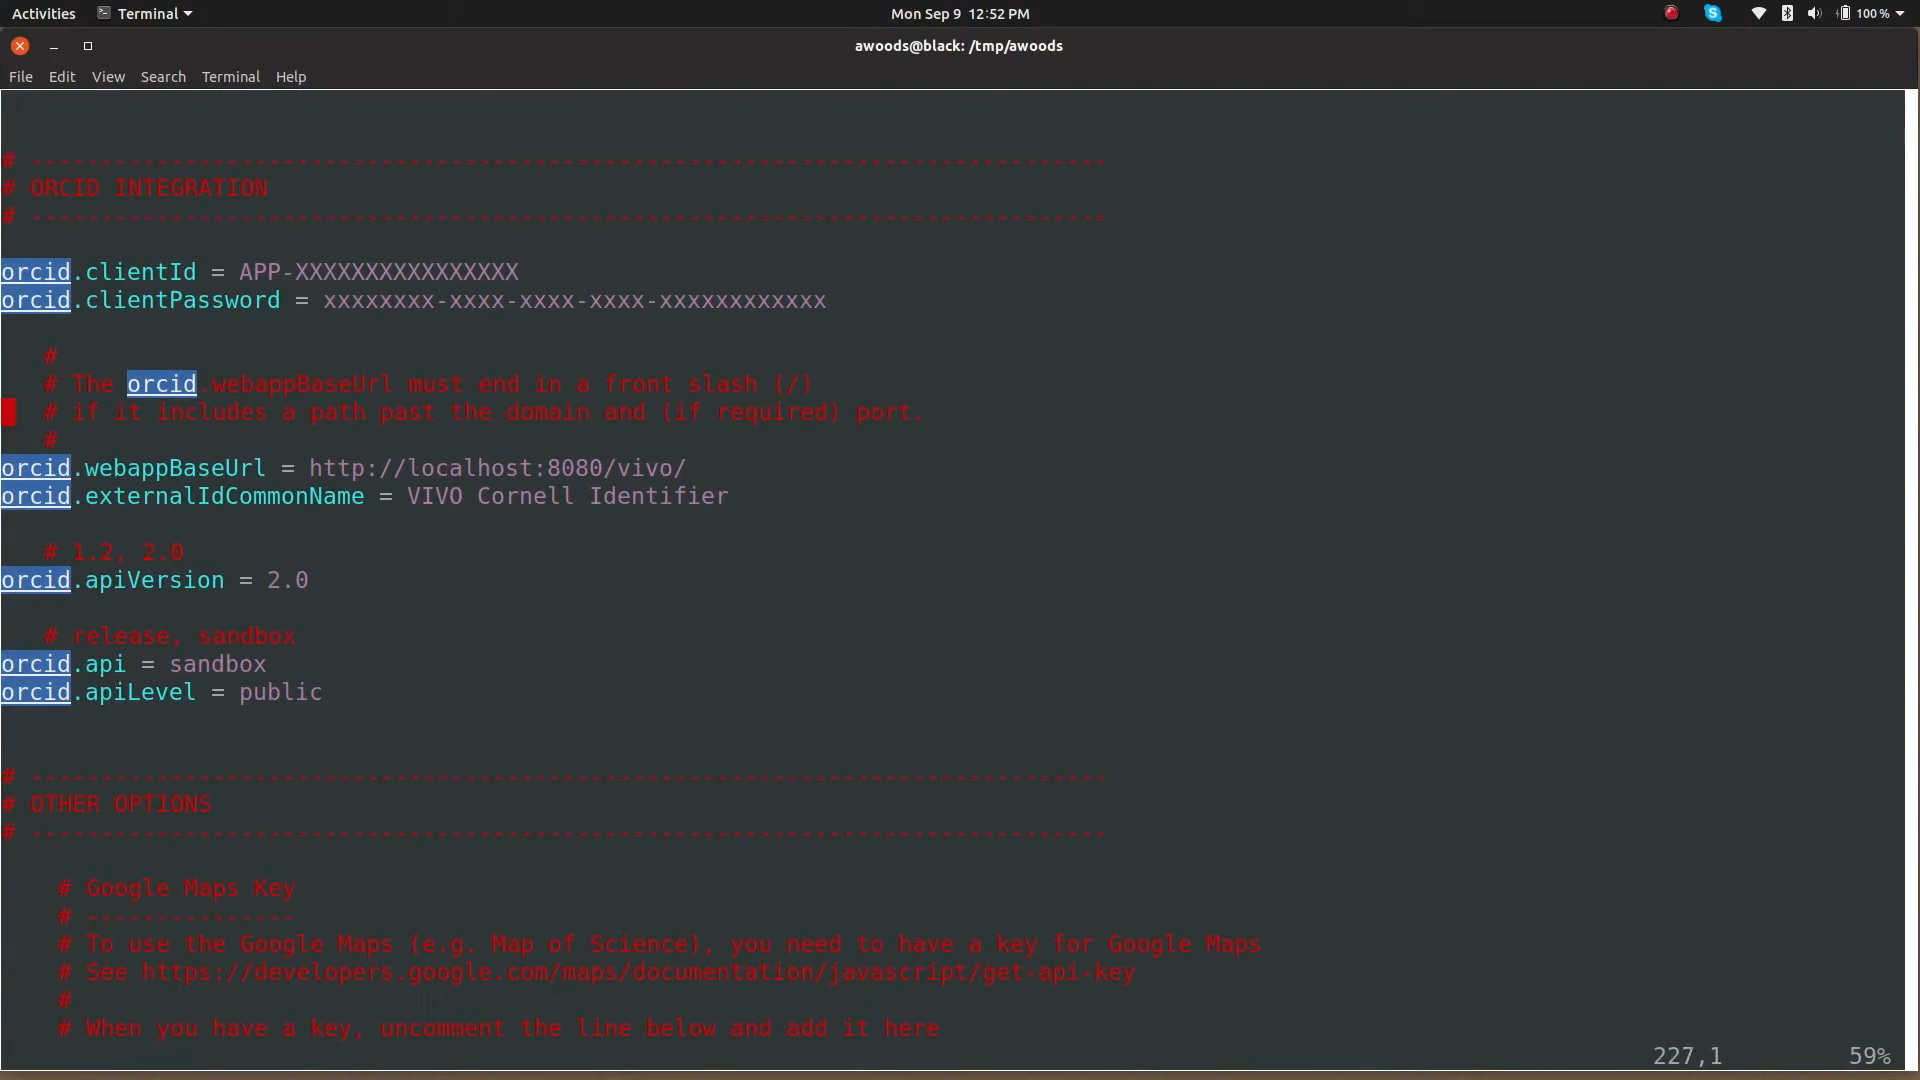 Activities Terminal Mon Sep 9 12:52 PM 100 %
awoods@black: /tmp/awoods
File Edit View Search Terminal Help
# -----------------------------------------------------------------------------
# ORCID INTEGRATION
# -----------------------------------------------------------------------------
orcid.clientId = APP-XXXXXXXXXXXXXXXX
orcid.clientPassword = xxxxxxxx-xxxx-xxxx-xxxx-xxxxxxxxxxxx
#
# The orcid.webappBaseUrl must end in a front slash (/)
# if it includes a path past the domain and (if required) port.
#
orcid.webappBaseUrl = http://localhost:8080/vivo/
orcid.externalIdCommonName = VIVO Cornell Identifier
# 1.2, 2.0
orcid.apiVersion = 2.0
# release, sandbox
orcid.api = sandbox
orcid.apiLevel = public
# -----------------------------------------------------------------------------
# OTHER OPTIONS
# -----------------------------------------------------------------------------
# Google Maps Key
# ---------------
# To use the Google Maps (e.g. Map of Science), you need to have a key for Google Maps
# See https://developers.google.com/maps/documentation/javascript/get-api-key
#
# When you have a key, uncomment the line below and add it here
227,1 59%